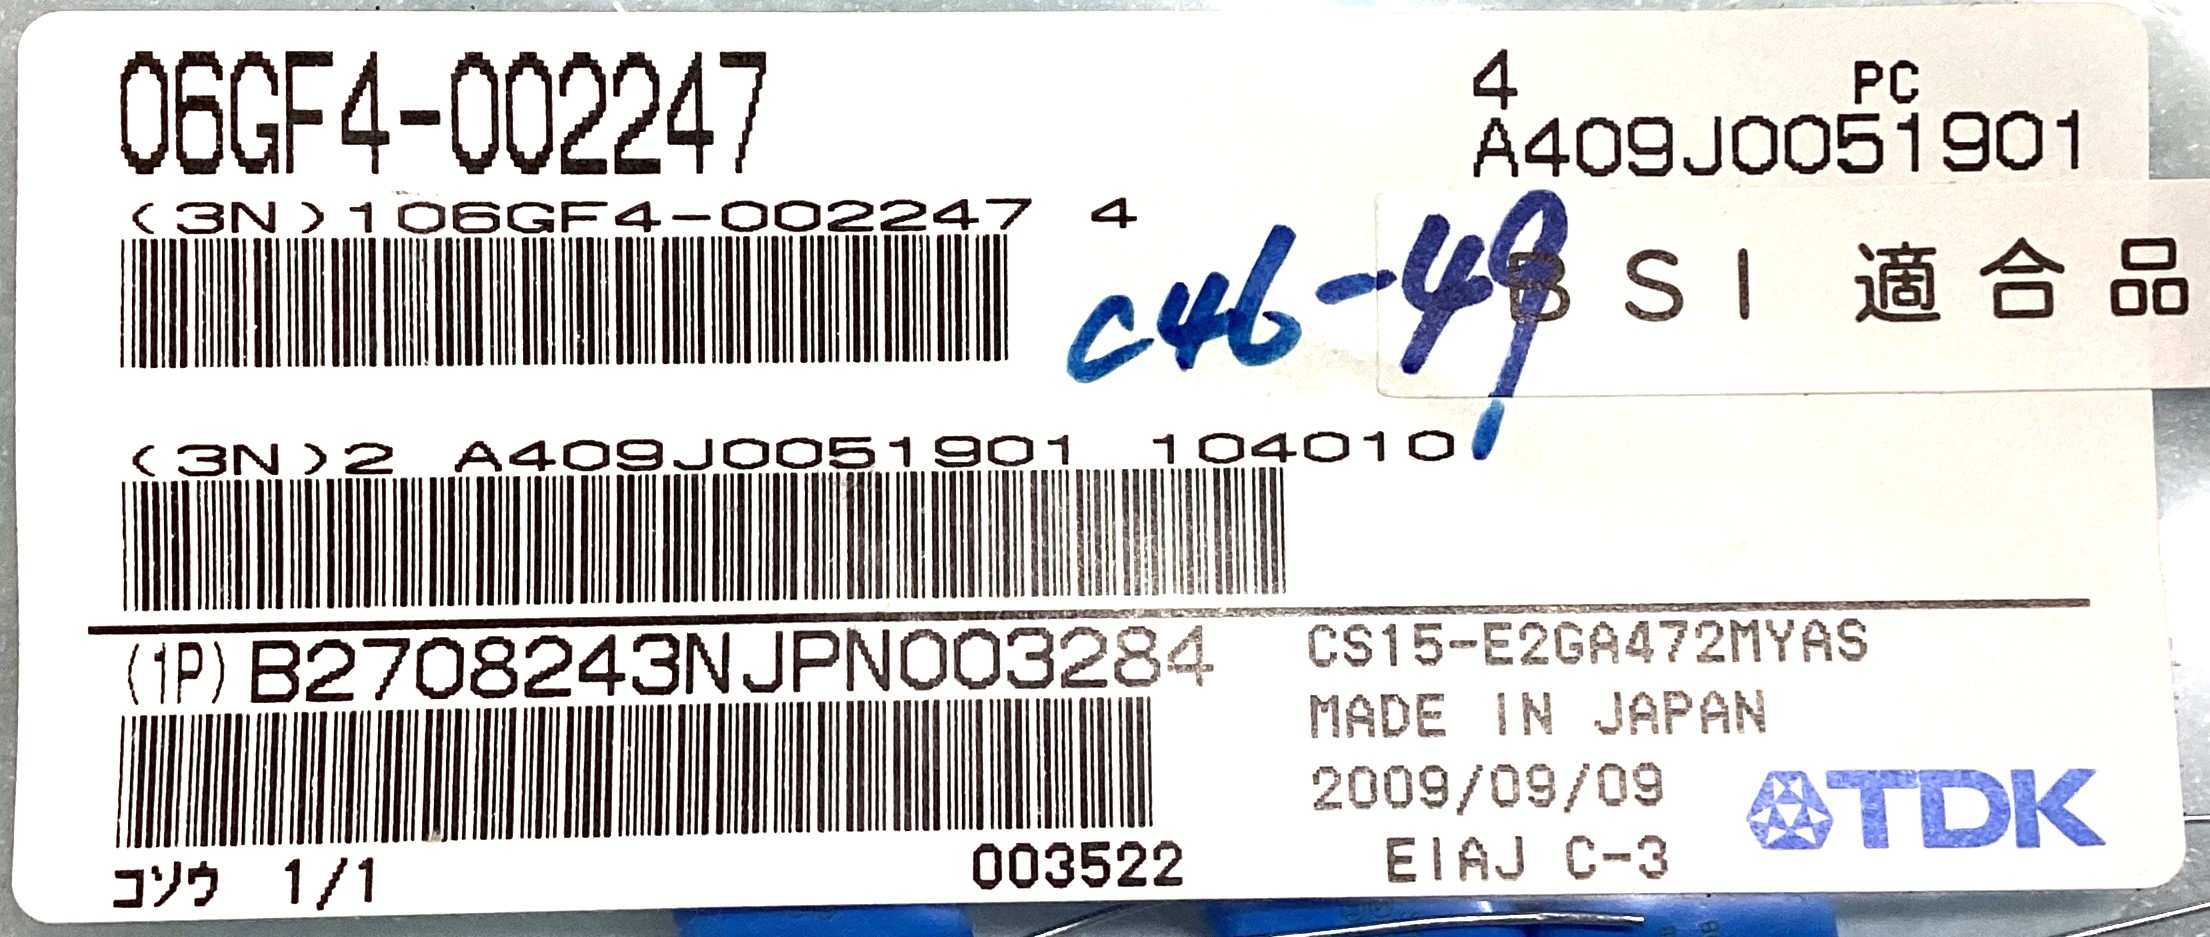 06GF4-002247
4 PC
A409J0051901
(3N)106GF4-002247 4
C46-49
BSI 適合品
(3N)2 A409J0051901 104010
(1P)B2708243NJPN003284
CS15-E2GA472MYAS
MADE IN JAPAN
2009/09/09
TDK
EIAJ C-3
コソウ 1/1
003522